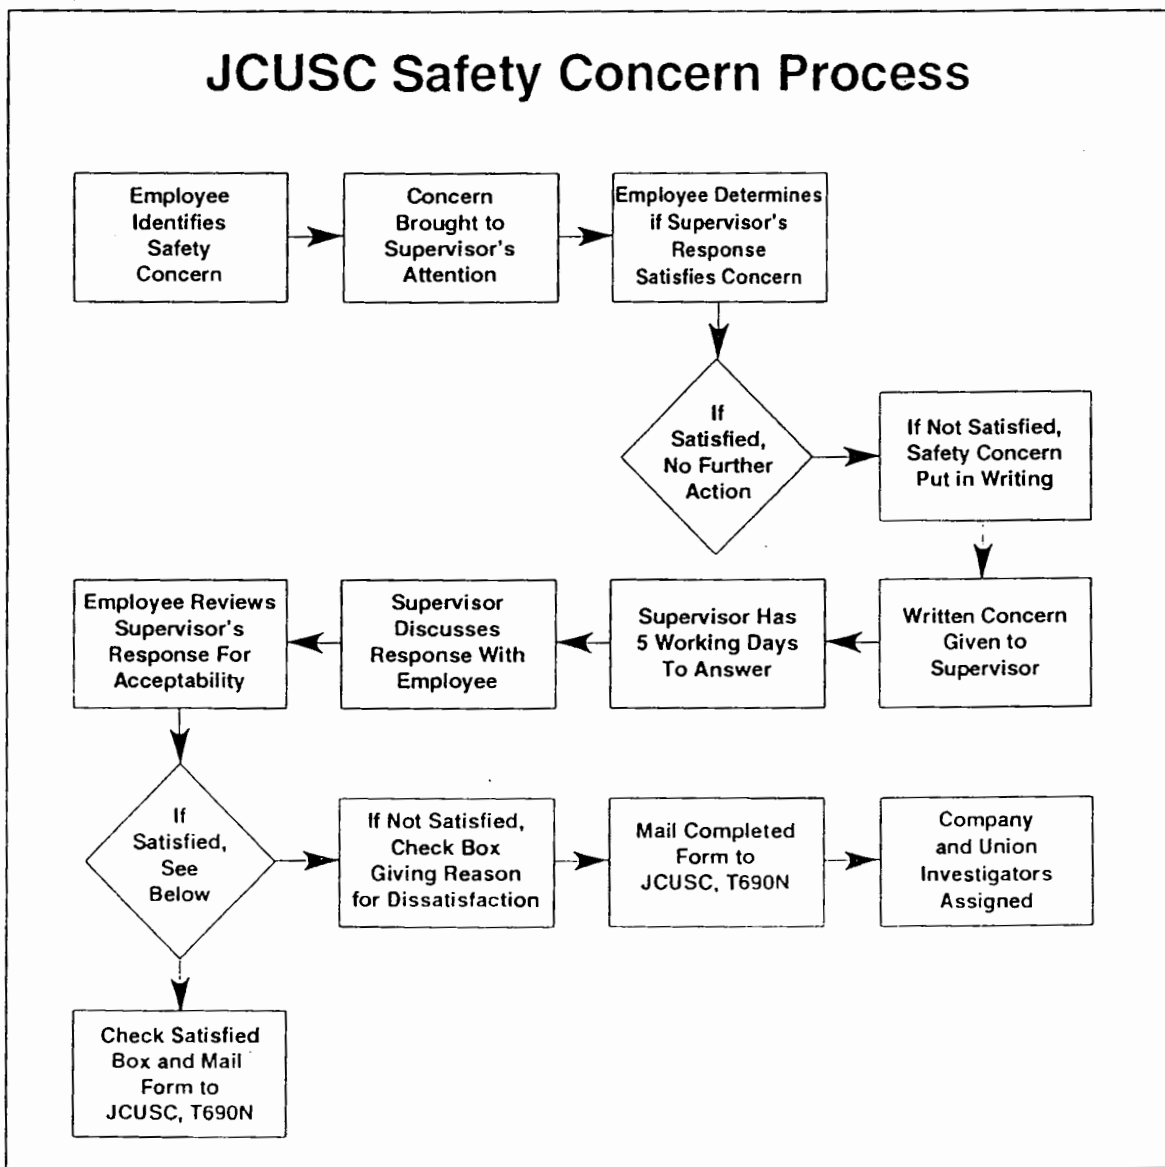 JCUSC Safety Concern Process
Employee
Identifies
Safety
Concern
Concern
Brought to
Supervisor's
Attention
Employee Determines
if Supervisor's
Response
Satisfies Concern
If
Satisfied,
No Further
Action
If Not Satisfied,
Safety Concern
Put in Writing
Written Concern
Given to
Supervisor
Supervisor Has
5 Working Days
To Answer
Supervisor
Discusses
Response With
Employee
Employee Reviews
Supervisor's
Response For
Acceptability
If
Satisfied,
See
Below
If Not Satisfied,
Check Box
Giving Reason
for Dissatisfaction
Mail Completed
Form to
JCUSC, T690N
Company
and Union
Investigators
Assigned
Check Satisfied
Box and Mail
Form to
JCUSC, T690N